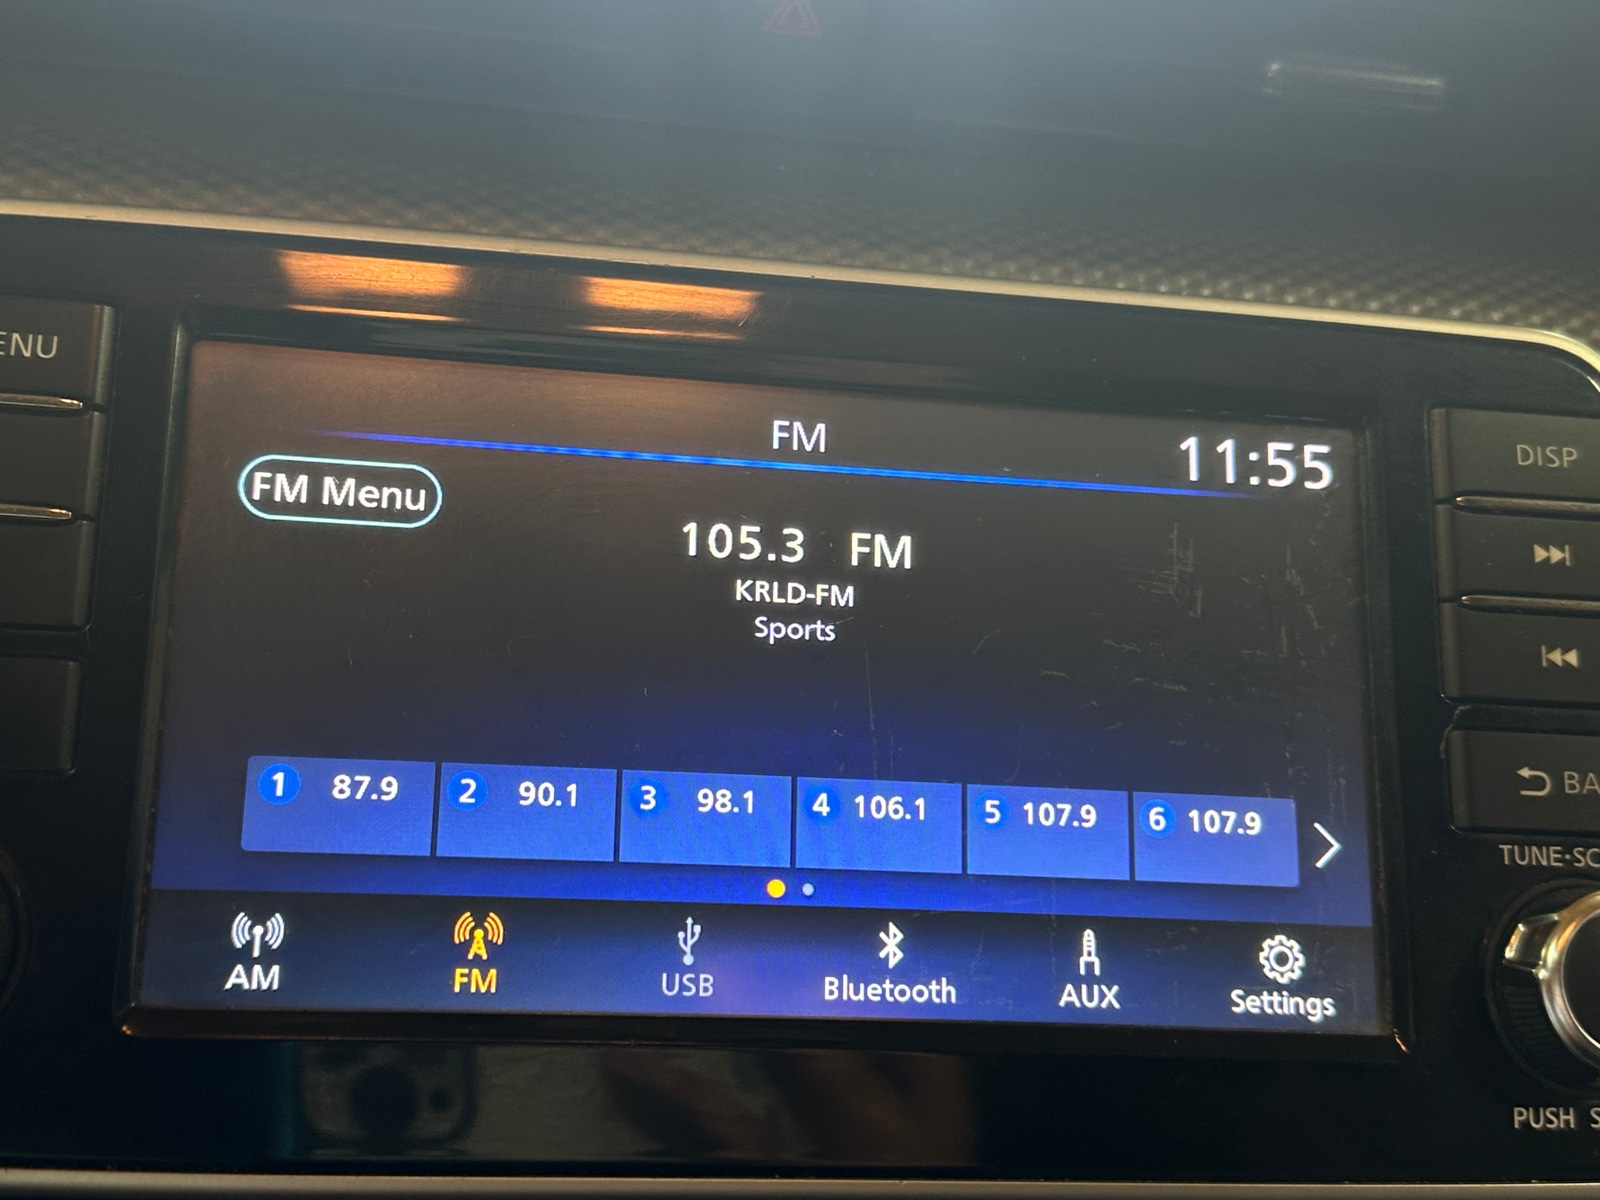 FM
11:55
FM Menu
105.3 FM
KRLD-FM
Sports
1 87.9 2 90.1 3 98.1 4 106.1 5 107.9 6 107.9
AM FM USB Bluetooth AUX Settings
ENU
DISP
BA
TUNE·SC
PUSH S